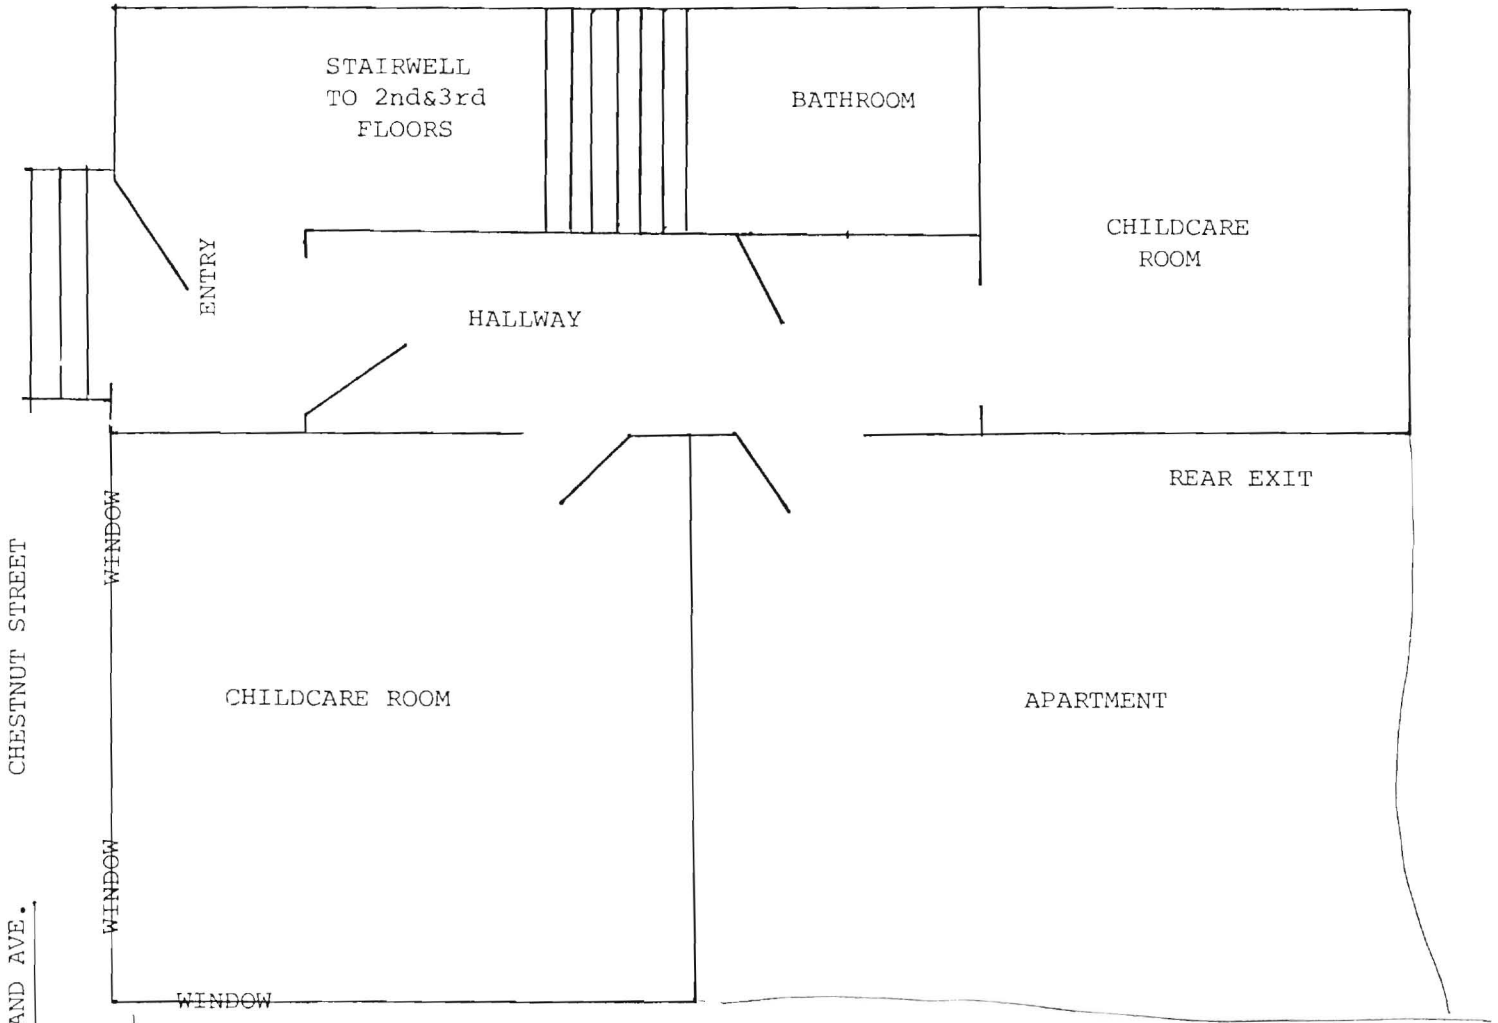 STAIRWELL
TO 2nd&3rd
FLOORS
BATHROOM
CHILDCARE
ROOM
ENTRY
HALLWAY
REAR EXIT
WINDOW
CHESTNUT STREET
CHILDCARE ROOM
APARTMENT
WINDOW
AND AVE.
WINDOW